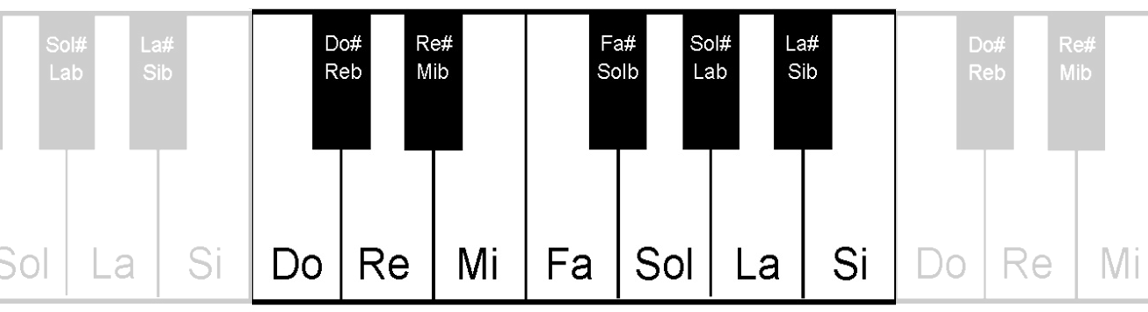 Sol# La# Do# Re# Fa# Sol# La# Do# Re#
Lab Sib Reb Mib Solb Lab Sib Reb Mib
Sol La Si Do Re Mi Fa Sol La Si Do Re Mi